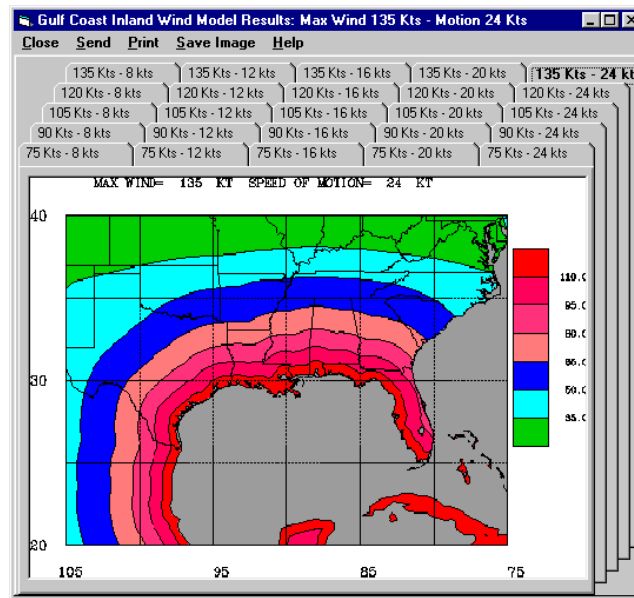 Gulf Coast Inland Wind Model Results: Max Wind 135 Kts - Motion 24 Kts
Close Send Print Save Image Help
135 Kts - 8 kts 135 Kts - 12 kts 135 Kts - 16 kts 135 Kts - 20 kts 135 Kts - 24 kt
120 Kts - 8 kts 120 Kts - 12 kts 120 Kts - 16 kts 120 Kts - 20 kts 120 Kts - 24 kts
105 Kts - 8 kts 105 Kts - 12 kts 105 Kts - 16 kts 105 Kts - 20 kts 105 Kts - 24 kts
90 Kts - 8 kts 90 Kts - 12 kts 90 Kts - 16 kts 90 Kts - 20 kts 90 Kts - 24 kts
75 Kts - 8 kts 75 Kts - 12 kts 75 Kts - 16 kts 75 Kts - 20 kts 75 Kts - 24 kts
MAX WIND= 135 KT SPEED OF MOTION= 24 KT
40
30
20
105 95 85 75
110.0
95.0
80.0
50.0
35.0